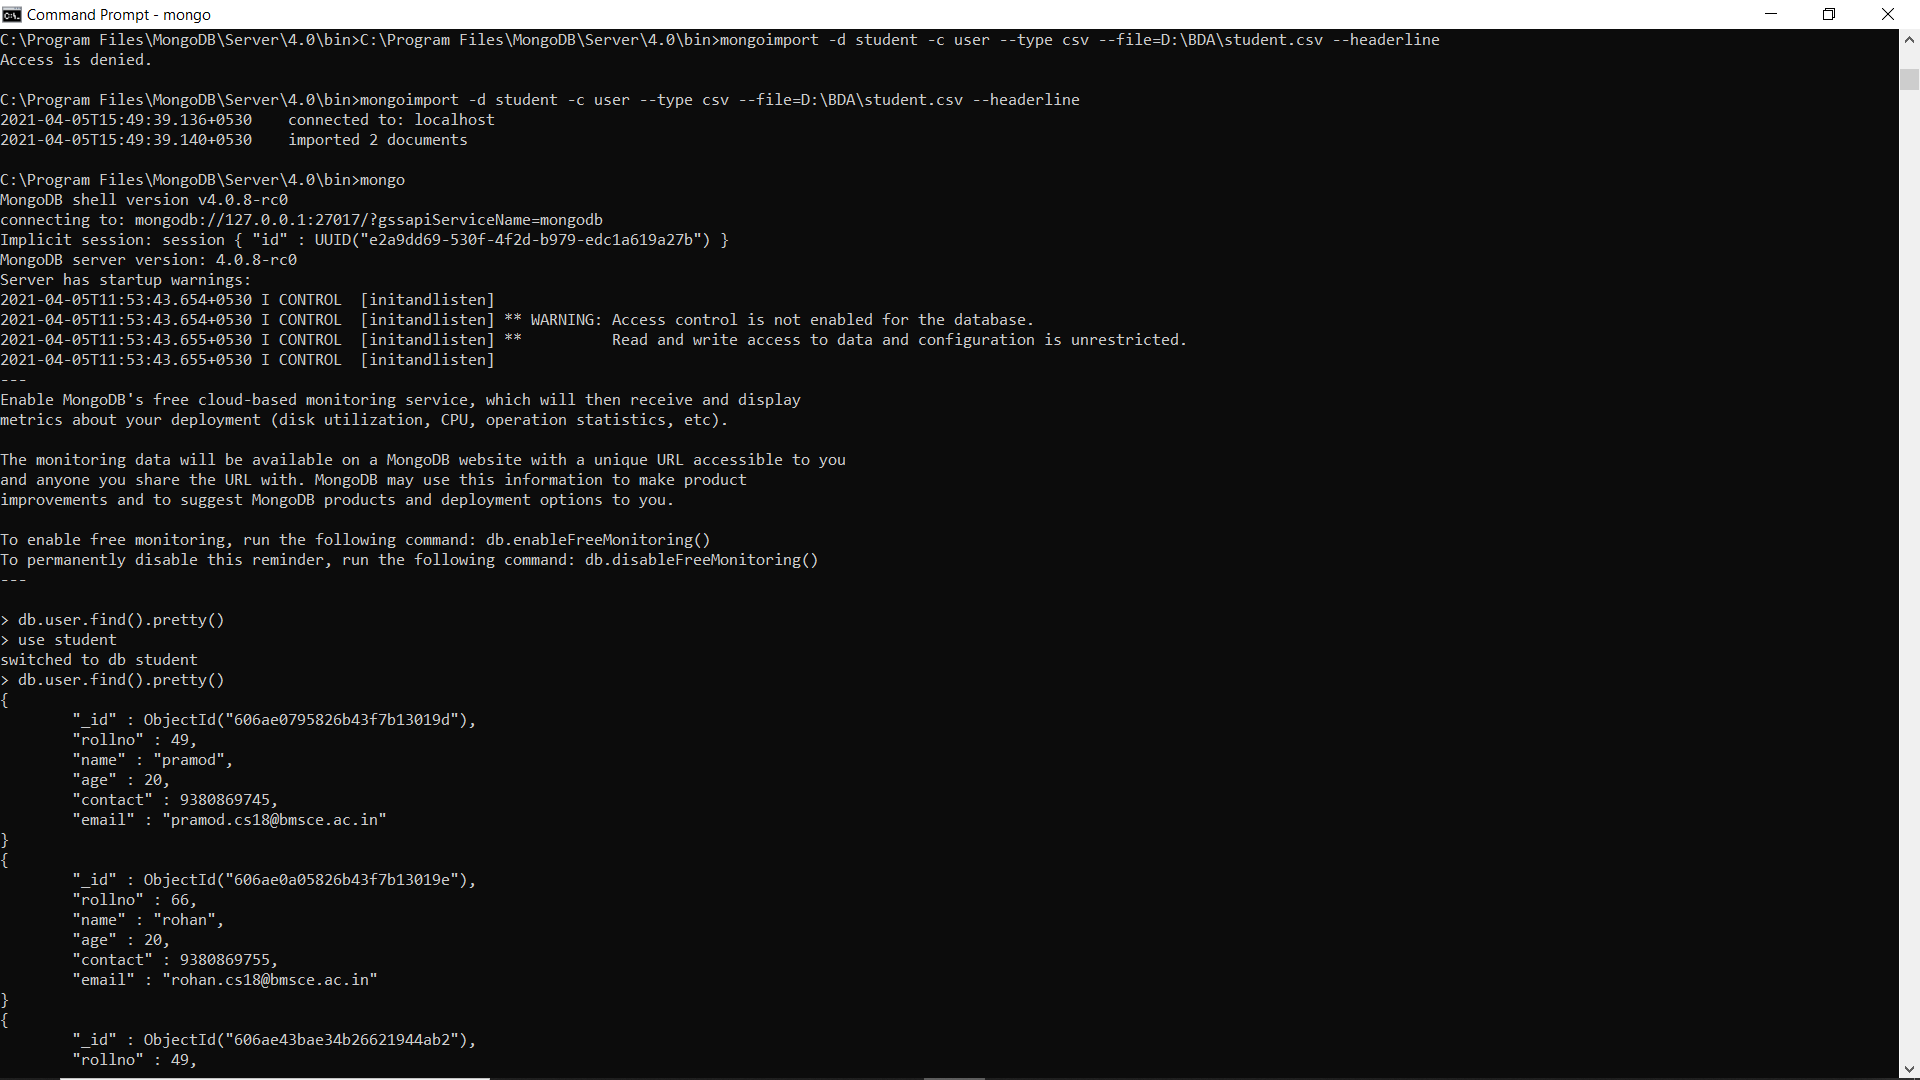 Command Prompt - mongo
C:\Program Files\MongoDB\Server\4.0\bin>C:\Program Files\MongoDB\Server\4.0\bin>mongoimport -d student -c user --type csv --file=D:\BDA\student.csv --headerline
Access is denied.
C:\Program Files\MongoDB\Server\4.0\bin>mongoimport -d student -c user --type csv --file=D:\BDA\student.csv --headerline
2021-04-05T15:49:39.136+0530    connected to: localhost
2021-04-05T15:49:39.140+0530    imported 2 documents
C:\Program Files\MongoDB\Server\4.0\bin>mongo
MongoDB shell version v4.0.8-rc0
connecting to: mongodb://127.0.0.1:27017/?gssapiServiceName=mongodb
Implicit session: session { "id" : UUID("e2a9dd69-530f-4f2d-b979-edc1a619a27b") }
MongoDB server version: 4.0.8-rc0
Server has startup warnings:
2021-04-05T11:53:43.654+0530 I CONTROL  [initandlisten]
2021-04-05T11:53:43.654+0530 I CONTROL  [initandlisten] ** WARNING: Access control is not enabled for the database.
2021-04-05T11:53:43.655+0530 I CONTROL  [initandlisten] **          Read and write access to data and configuration is unrestricted.
2021-04-05T11:53:43.655+0530 I CONTROL  [initandlisten]
---
Enable MongoDB's free cloud-based monitoring service, which will then receive and display
metrics about your deployment (disk utilization, CPU, operation statistics, etc).
The monitoring data will be available on a MongoDB website with a unique URL accessible to you
and anyone you share the URL with. MongoDB may use this information to make product
improvements and to suggest MongoDB products and deployment options to you.
To enable free monitoring, run the following command: db.enableFreeMonitoring()
To permanently disable this reminder, run the following command: db.disableFreeMonitoring()
---
> db.user.find().pretty()
> use student
switched to db student
> db.user.find().pretty()
{
        "_id" : ObjectId("606ae0795826b43f7b13019d"),
        "rollno" : 49,
        "name" : "pramod",
        "age" : 20,
        "contact" : 9380869745,
        "email" : "pramod.cs18@bmsce.ac.in"
}
{
        "_id" : ObjectId("606ae0a05826b43f7b13019e"),
        "rollno" : 66,
        "name" : "rohan",
        "age" : 20,
        "contact" : 9380869755,
        "email" : "rohan.cs18@bmsce.ac.in"
}
{
        "_id" : ObjectId("606ae43bae34b26621944ab2"),
        "rollno" : 49,